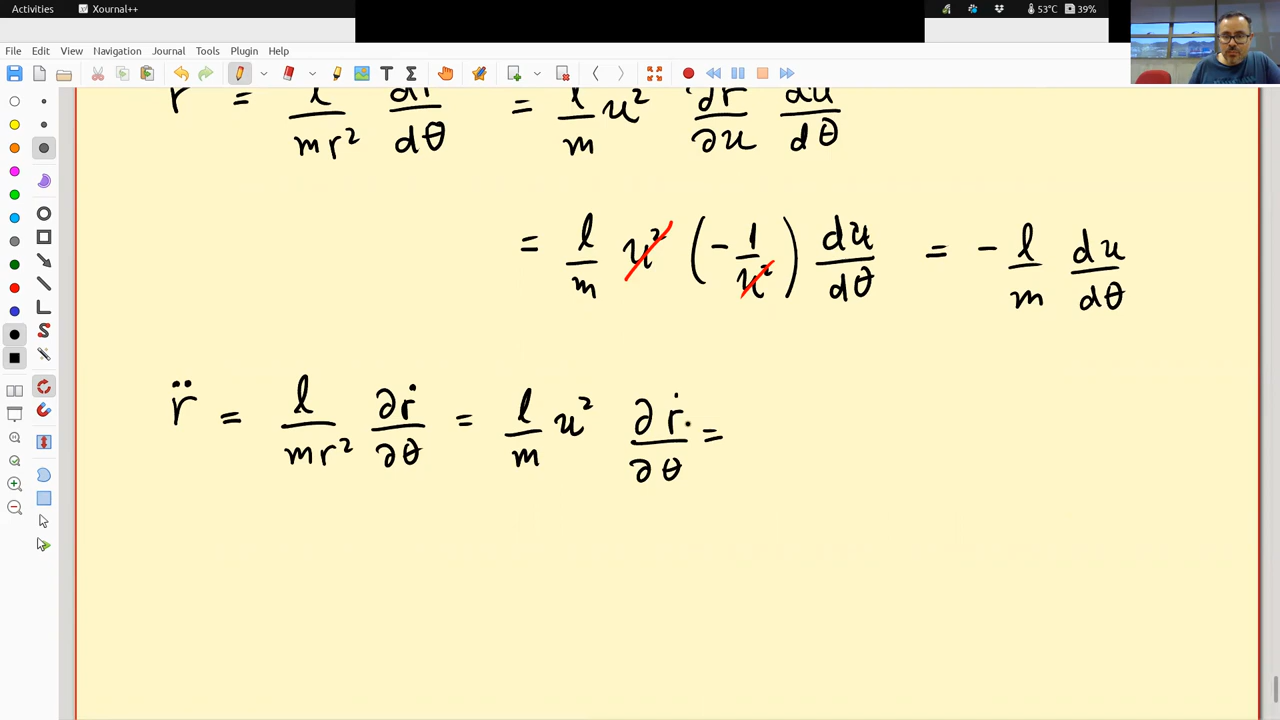 Activities Xournal++ 53°C 39%
File Edit View Navigation Journal Tools Plugin Help
ṙ = l/(mr²) dr/dθ = l/m u² ∂r/∂u du/dθ
= l/m u² (-1/u²) du/dθ = - l/m du/dθ
r̈ = l/(mr²) ∂ṙ/∂θ = l/m u² ∂ṙ/∂θ =